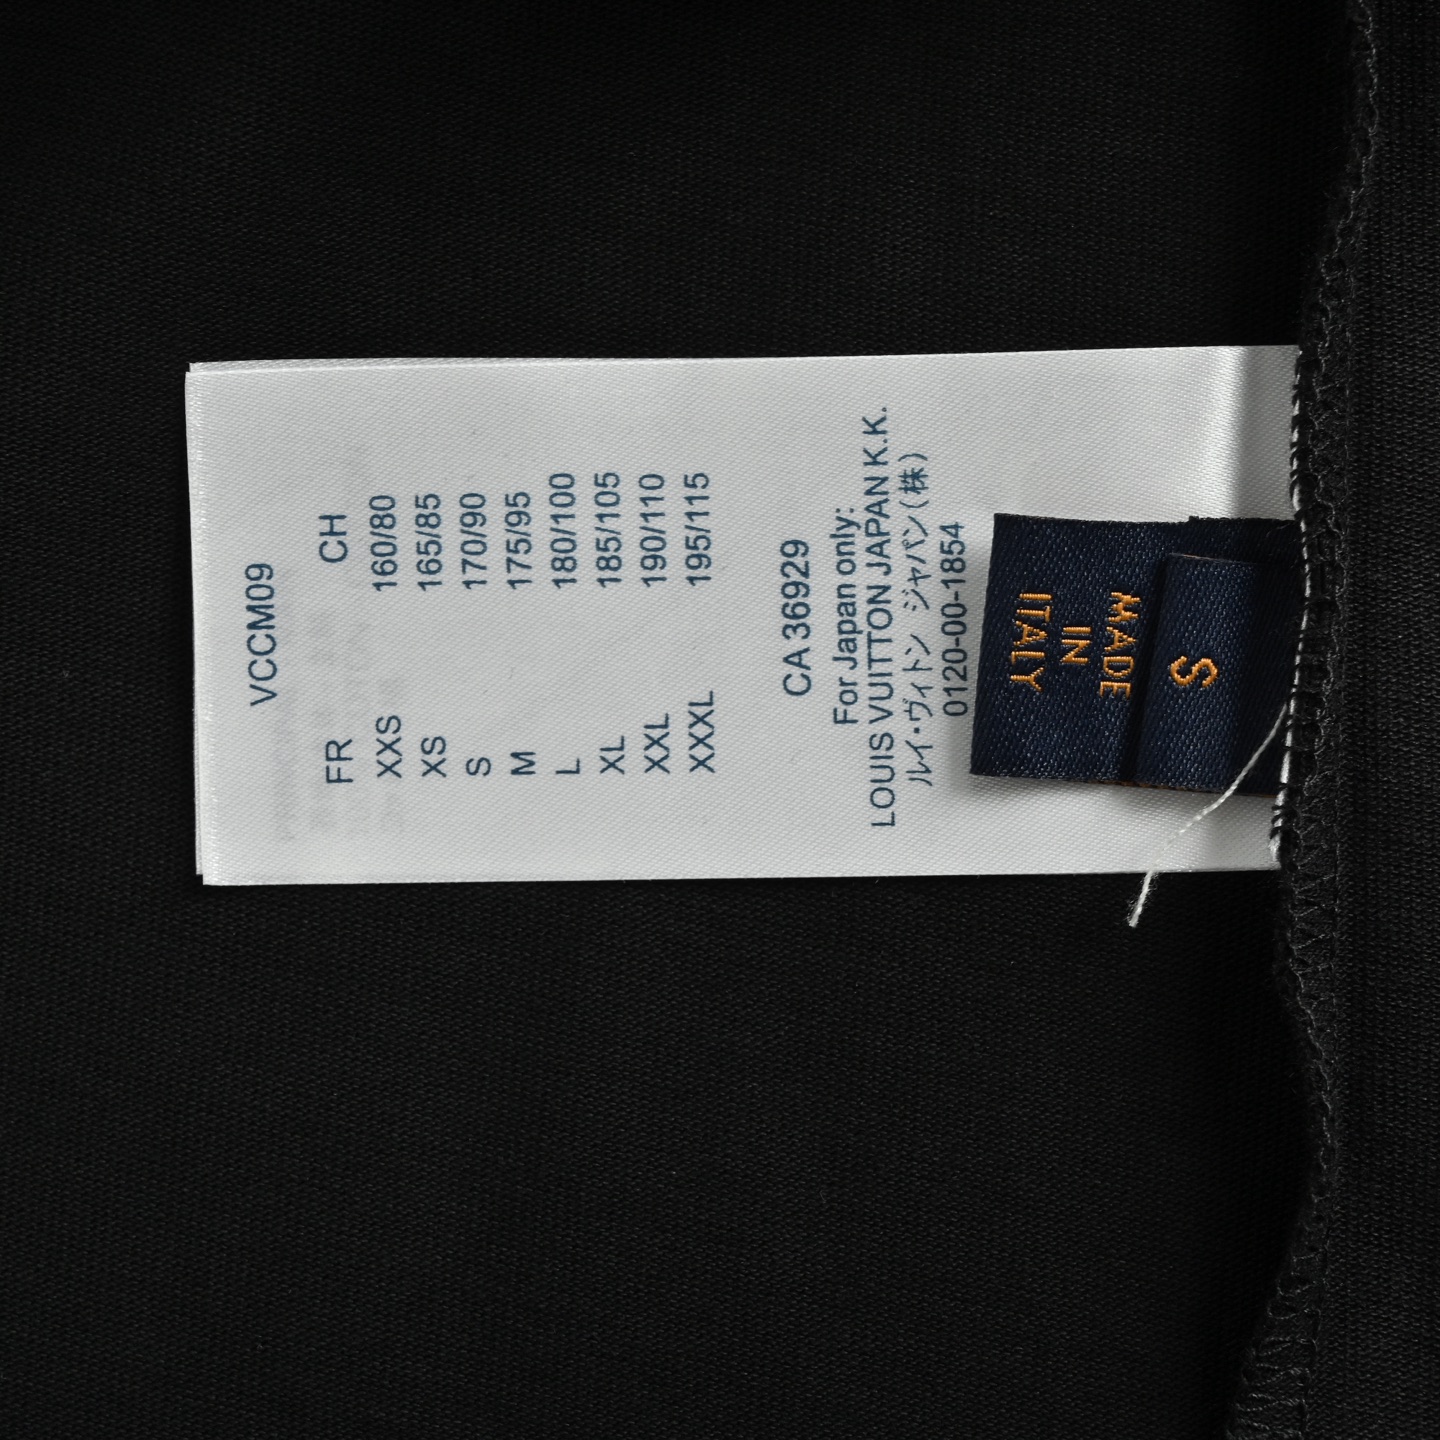 VCCM09
FR CH
XXS 160/80
XS 165/85
S 170/90
M 175/95
L 180/100
XL 185/105
XXL 190/110
XXXL 195/115
CA 36929
For Japan only:
LOUIS VUITTON JAPAN K.K.
ルイ・ヴィトン ジャパン(株)
0120-00-1854
S
MADE
IN
ITALY